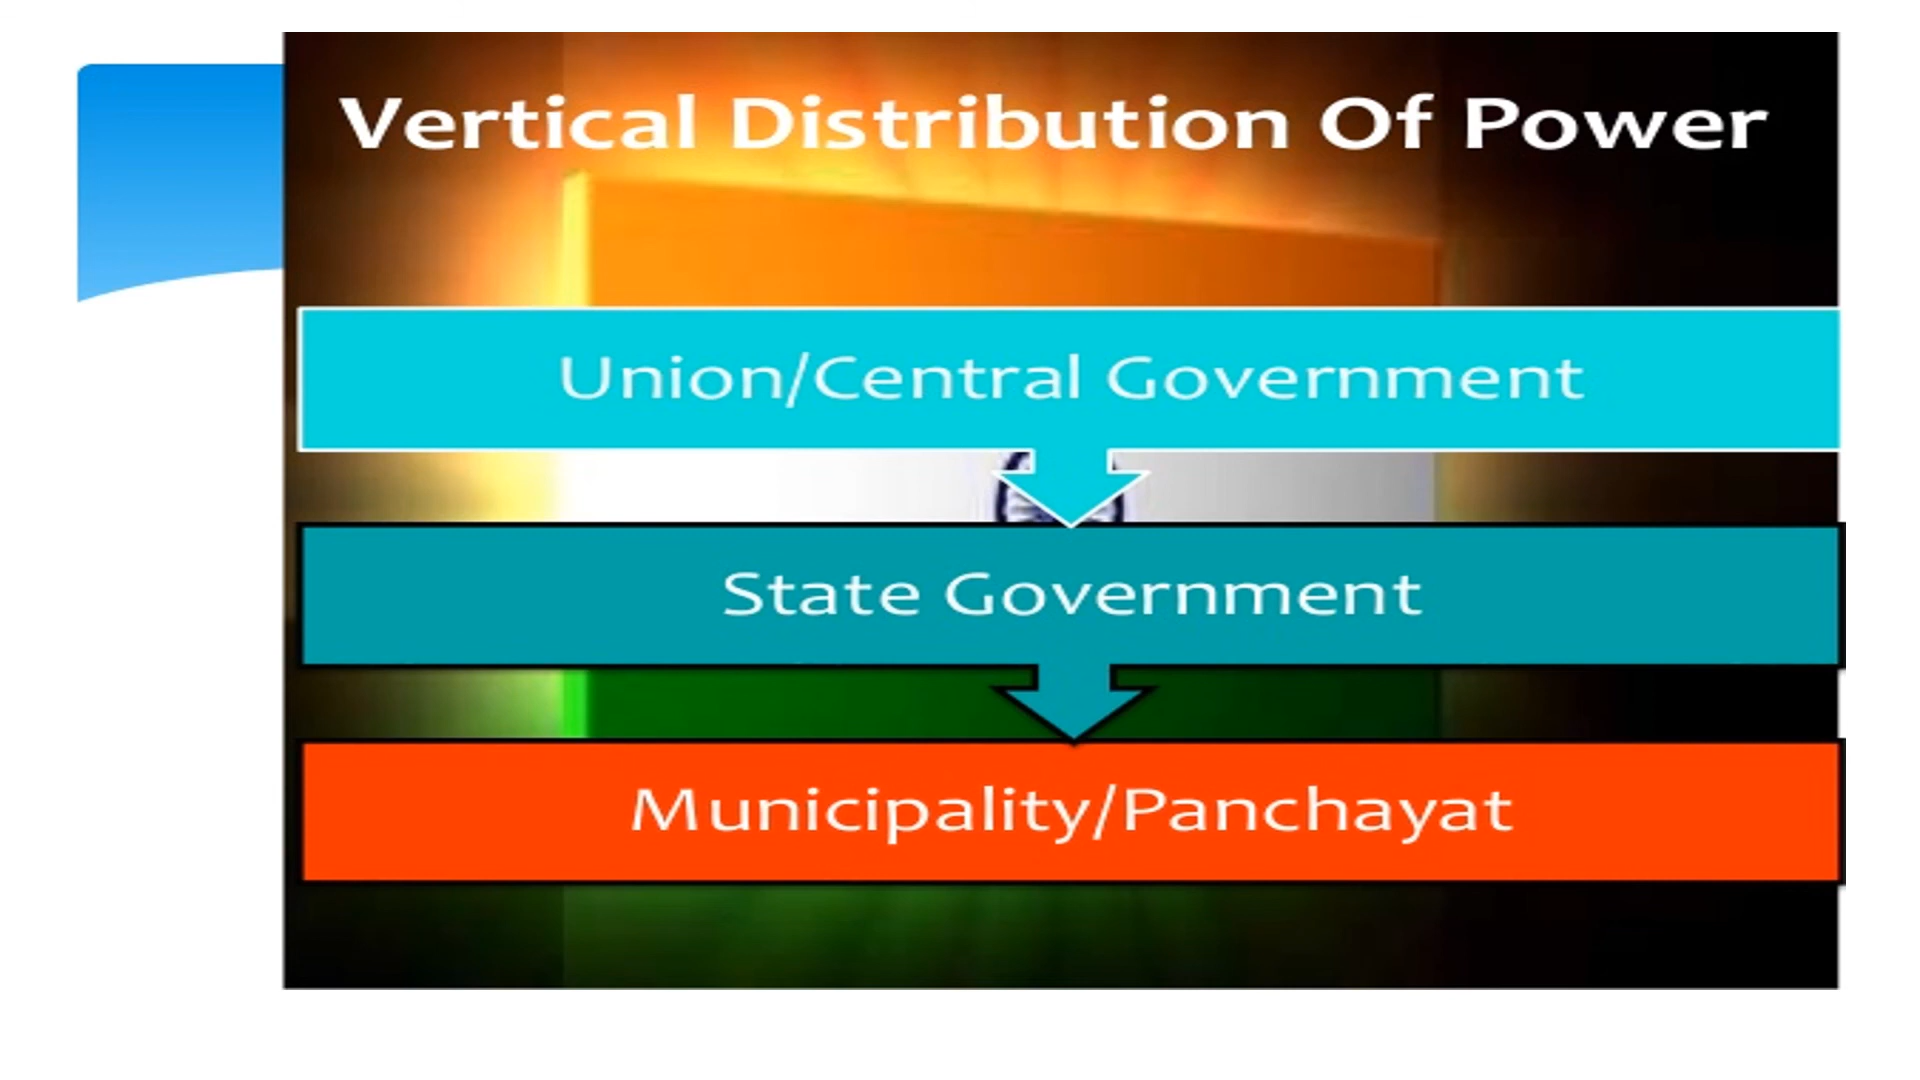 Vertical Distribution Of Power
Union/Central Government
State Government
Municipality/Panchayat